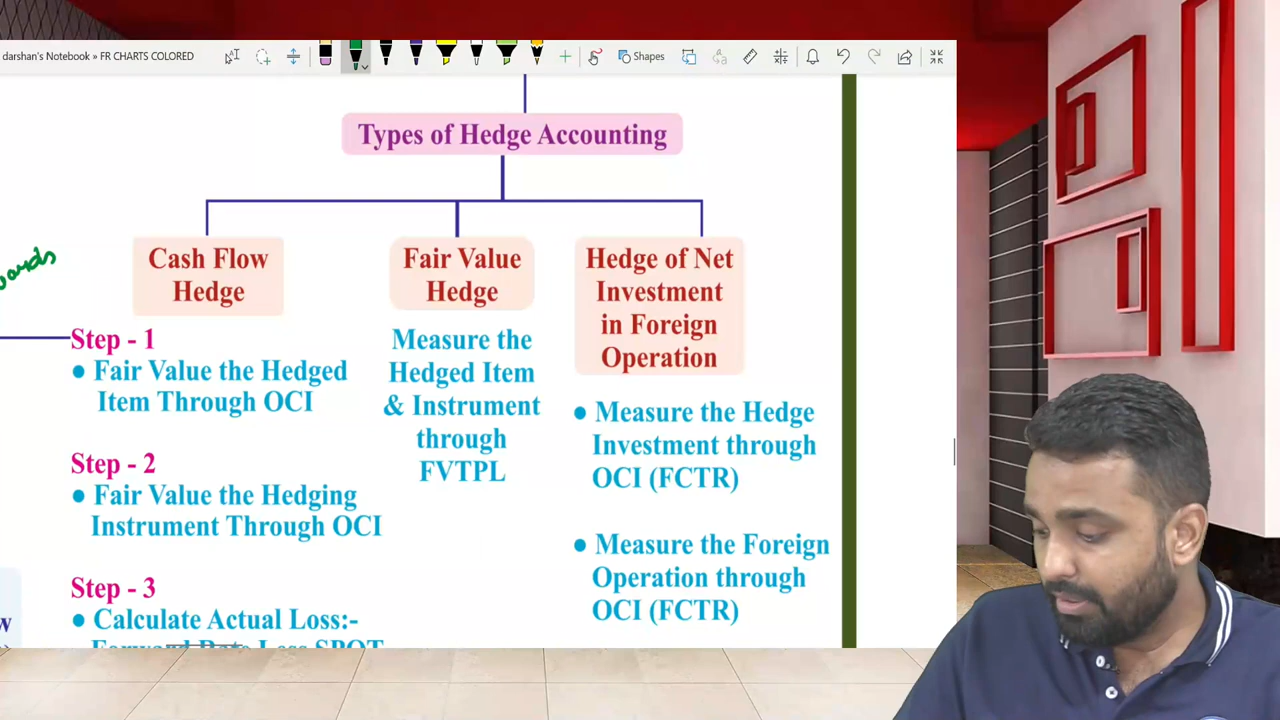 darshan's Notebook » FR CHARTS COLORED
Shapes
Types of Hedge Accounting
Cash Flow
Hedge
Fair Value
Hedge
Hedge of Net
Investment
in Foreign
Operation
Step - 1
● Fair Value the Hedged
Item Through OCI
Step - 2
● Fair Value the Hedging
Instrument Through OCI
Step - 3
● Calculate Actual Loss:-
Measure the
Hedged Item
& Instrument
through
FVTPL
● Measure the Hedge
Investment through
OCI (FCTR)
● Measure the Foreign
Operation through
OCI (FCTR)